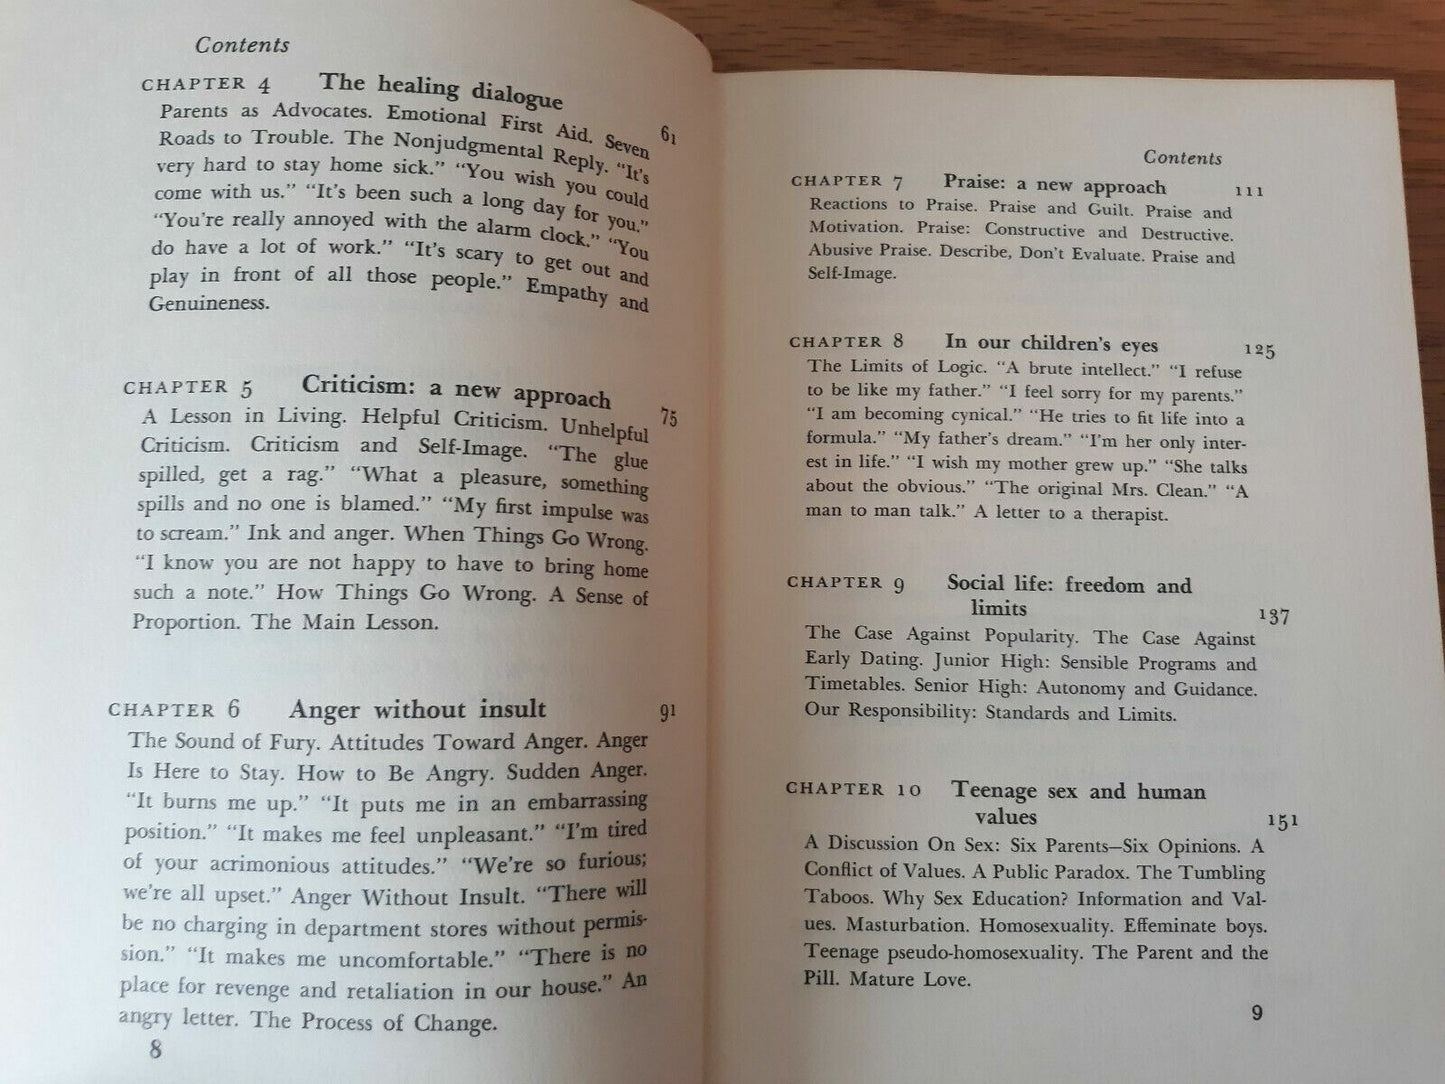 Contents
CHAPTER 4 The healing dialogue 61
Parents as Advocates. Emotional First Aid. Seven
Roads to Trouble. The Nonjudgmental Reply. “It's
very hard to stay home sick.” “You wish you could
come with us.” “It's been such a long day for you.”
“You're really annoyed with the alarm clock.” “You
do have a lot of work.” “It's scary to get out and
play in front of all those people.” Empathy and
Genuineness.
CHAPTER 5 Criticism: a new approach 75
A Lesson in Living. Helpful Criticism. Unhelpful
Criticism. Criticism and Self-Image. “The glue
spilled, get a rag.” “What a pleasure, something
spills and no one is blamed.” “My first impulse was
to scream.” Ink and anger. When Things Go Wrong.
“I know you are not happy to have to bring home
such a note.” How Things Go Wrong. A Sense of
Proportion. The Main Lesson.
CHAPTER 6 Anger without insult 91
The Sound of Fury. Attitudes Toward Anger. Anger
Is Here to Stay. How to Be Angry. Sudden Anger.
“It burns me up.” “It puts me in an embarrassing
position.” “It makes me feel unpleasant.” “I'm tired
of your acrimonious attitudes.” “We're so furious;
we're all upset.” Anger Without Insult. “There will
be no charging in department stores without permis-
sion.” “It makes me uncomfortable.” “There is no
place for revenge and retaliation in our house.” An
angry letter. The Process of Change.
8
Contents
CHAPTER 7 Praise: a new approach 111
Reactions to Praise. Praise and Guilt. Praise and
Motivation. Praise: Constructive and Destructive.
Abusive Praise. Describe, Don't Evaluate. Praise and
Self-Image.
CHAPTER 8 In our children's eyes 125
The Limits of Logic. “A brute intellect.” “I refuse
to be like my father.” “I feel sorry for my parents.”
“I am becoming cynical.” “He tries to fit life into a
formula.” “My father's dream.” “I'm her only inter-
est in life.” “I wish my mother grew up.” “She talks
about the obvious.” “The original Mrs. Clean.” “A
man to man talk.” A letter to a therapist.
CHAPTER 9 Social life: freedom and
limits 137
The Case Against Popularity. The Case Against
Early Dating. Junior High: Sensible Programs and
Timetables. Senior High: Autonomy and Guidance.
Our Responsibility: Standards and Limits.
CHAPTER 10 Teenage sex and human
values 151
A Discussion On Sex: Six Parents—Six Opinions. A
Conflict of Values. A Public Paradox. The Tumbling
Taboos. Why Sex Education? Information and Val-
ues. Masturbation. Homosexuality. Effeminate boys.
Teenage pseudo-homosexuality. The Parent and the
Pill. Mature Love.
9